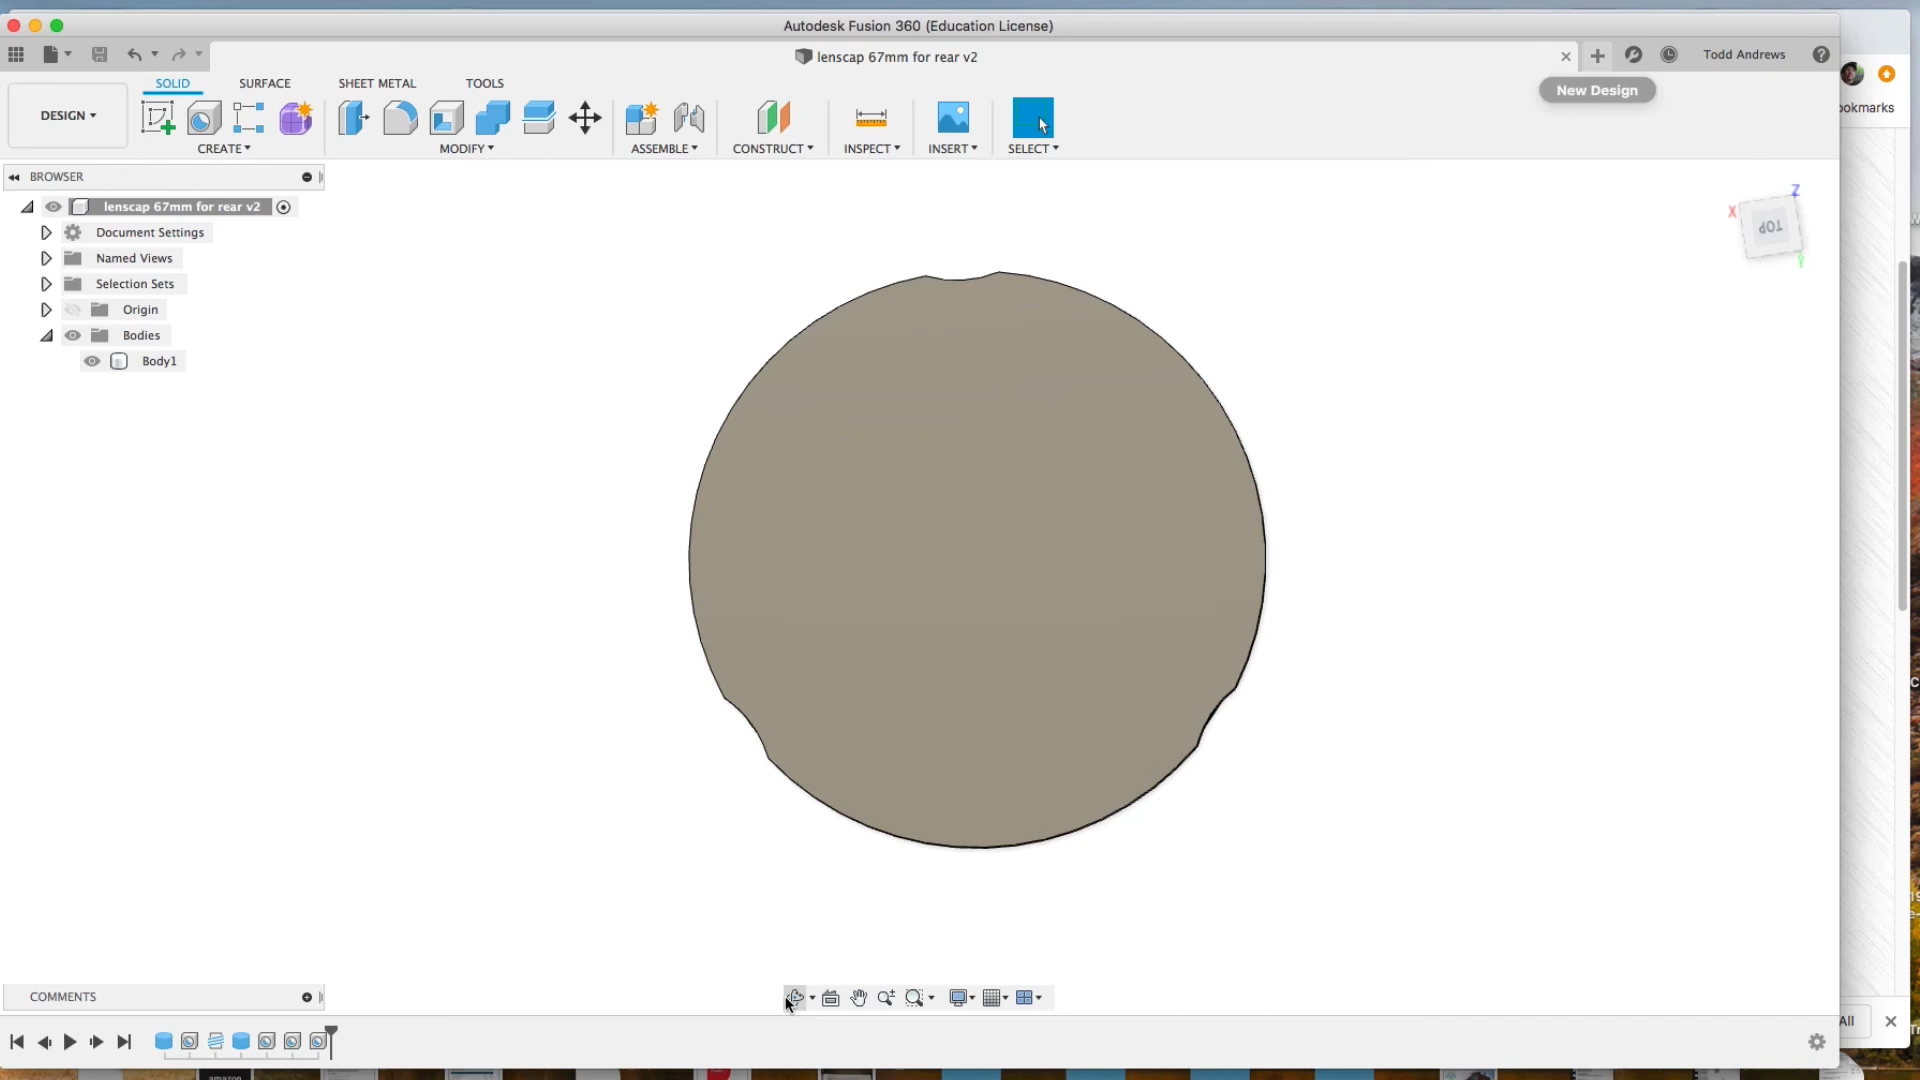 Autodesk Fusion 360 (Education License)
lenscap 67mm for rear v2
Todd Andrews
New Design
ookmarks
SOLID SURFACE SHEET METAL TOOLS
DESIGN
CREATE MODIFY ASSEMBLE CONSTRUCT INSPECT INSERT SELECT
BROWSER
lenscap 67mm for rear v2
Document Settings
Named Views
Selection Sets
Origin
Bodies
Body1
Z
X
TOP
Y
COMMENTS
All
amazon